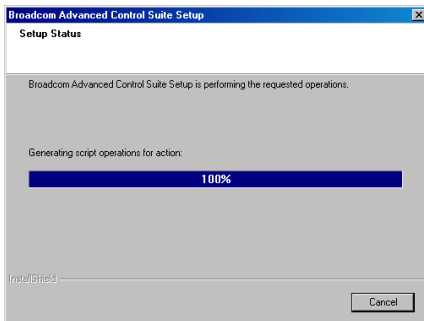 Broadcom Advanced Control Suite Setup
Setup Status
Broadcom Advanced Control Suite Setup is performing the requested operations.
Generating script operations for action:
100%
InstallShield
Cancel